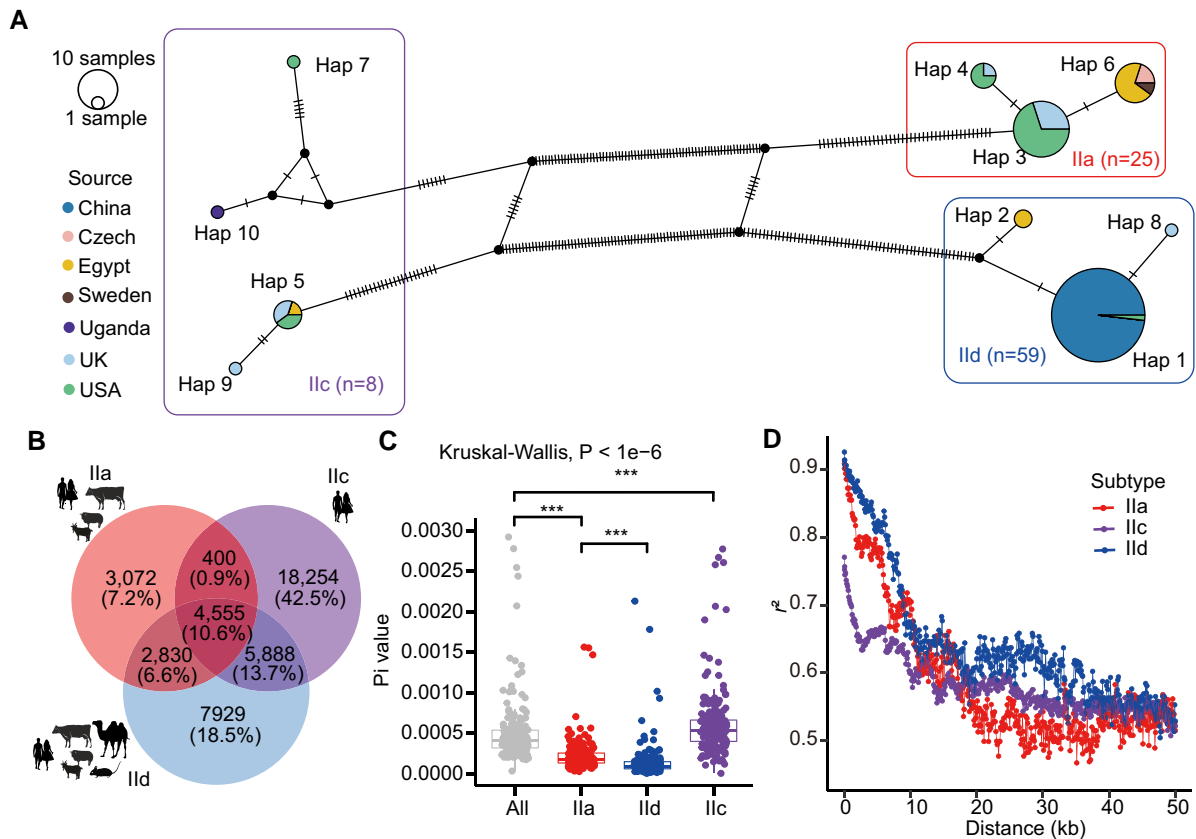 A
10 samples
1 sample
Source
China
Czech
Egypt
Sweden
Uganda
UK
USA
Hap 7
Hap 10
Hap 5
Hap 9
IIc (n=8)
Hap 4
Hap 6
Hap 3
IIa (n=25)
Hap 2
Hap 8
IId (n=59)
Hap 1
B
IIa
IIc
3,072
(7.2%)
400
(0.9%)
18,254
(42.5%)
4,555
(10.6%)
2,830
(6.6%)
5,888
(13.7%)
7929
(18.5%)
IId
C
Kruskal-Wallis, P < 1e−6
***
***
***
Pi value
0.0030
0.0025
0.0020
0.0015
0.0010
0.0005
0.0000
All
IIa
IId
IIc
D
r²
0.9
0.8
0.7
0.6
0.5
Subtype
IIa
IIc
IId
0
10
20
30
40
50
Distance (kb)